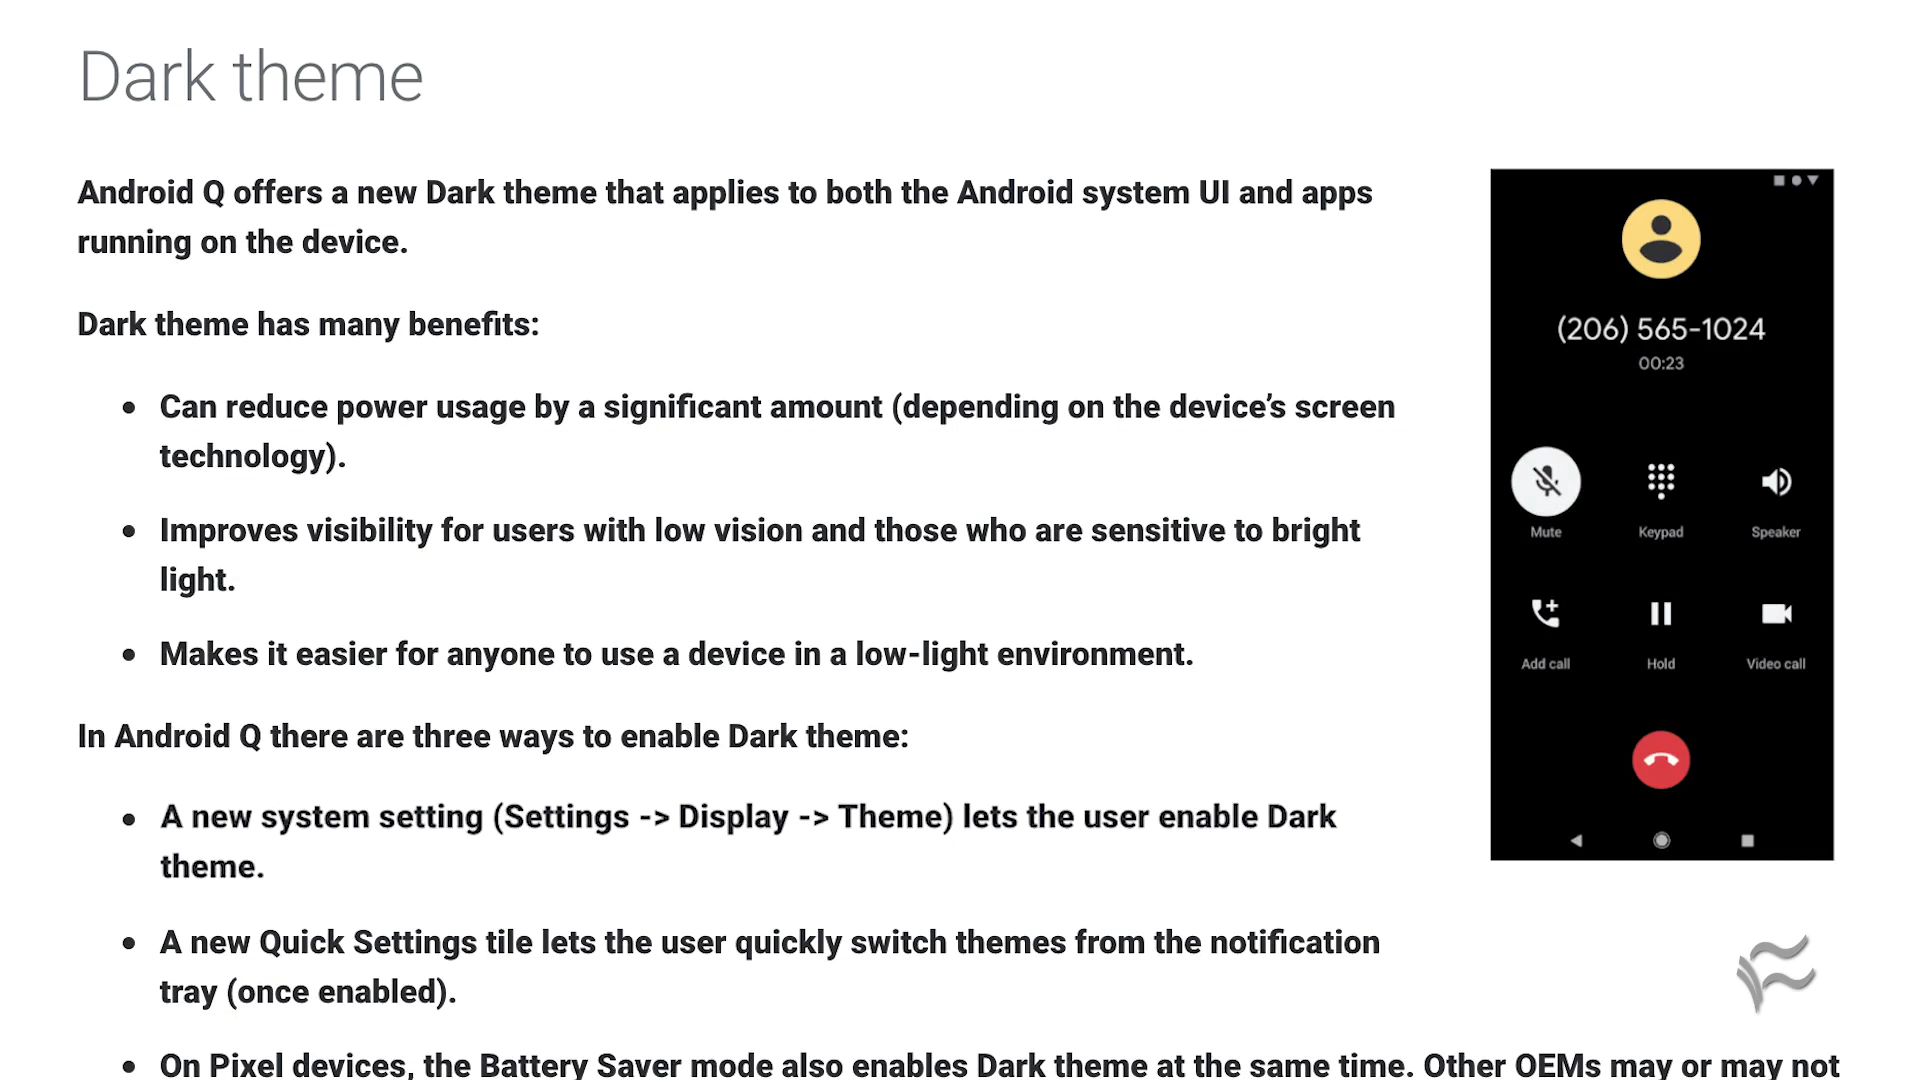 Dark theme
Android Q offers a new Dark theme that applies to both the Android system UI and apps
running on the device.
Dark theme has many benefits:
Can reduce power usage by a significant amount (depending on the device’s screen
technology).
Improves visibility for users with low vision and those who are sensitive to bright
light.
Makes it easier for anyone to use a device in a low-light environment.
In Android Q there are three ways to enable Dark theme:
A new system setting (Settings -> Display -> Theme) lets the user enable Dark
theme.
A new Quick Settings tile lets the user quickly switch themes from the notification
tray (once enabled).
On Pixel devices, the Battery Saver mode also enables Dark theme at the same time. Other OEMs may or may not
(206) 565-1024
00:23
Mute Keypad Speaker
Add call Hold Video call